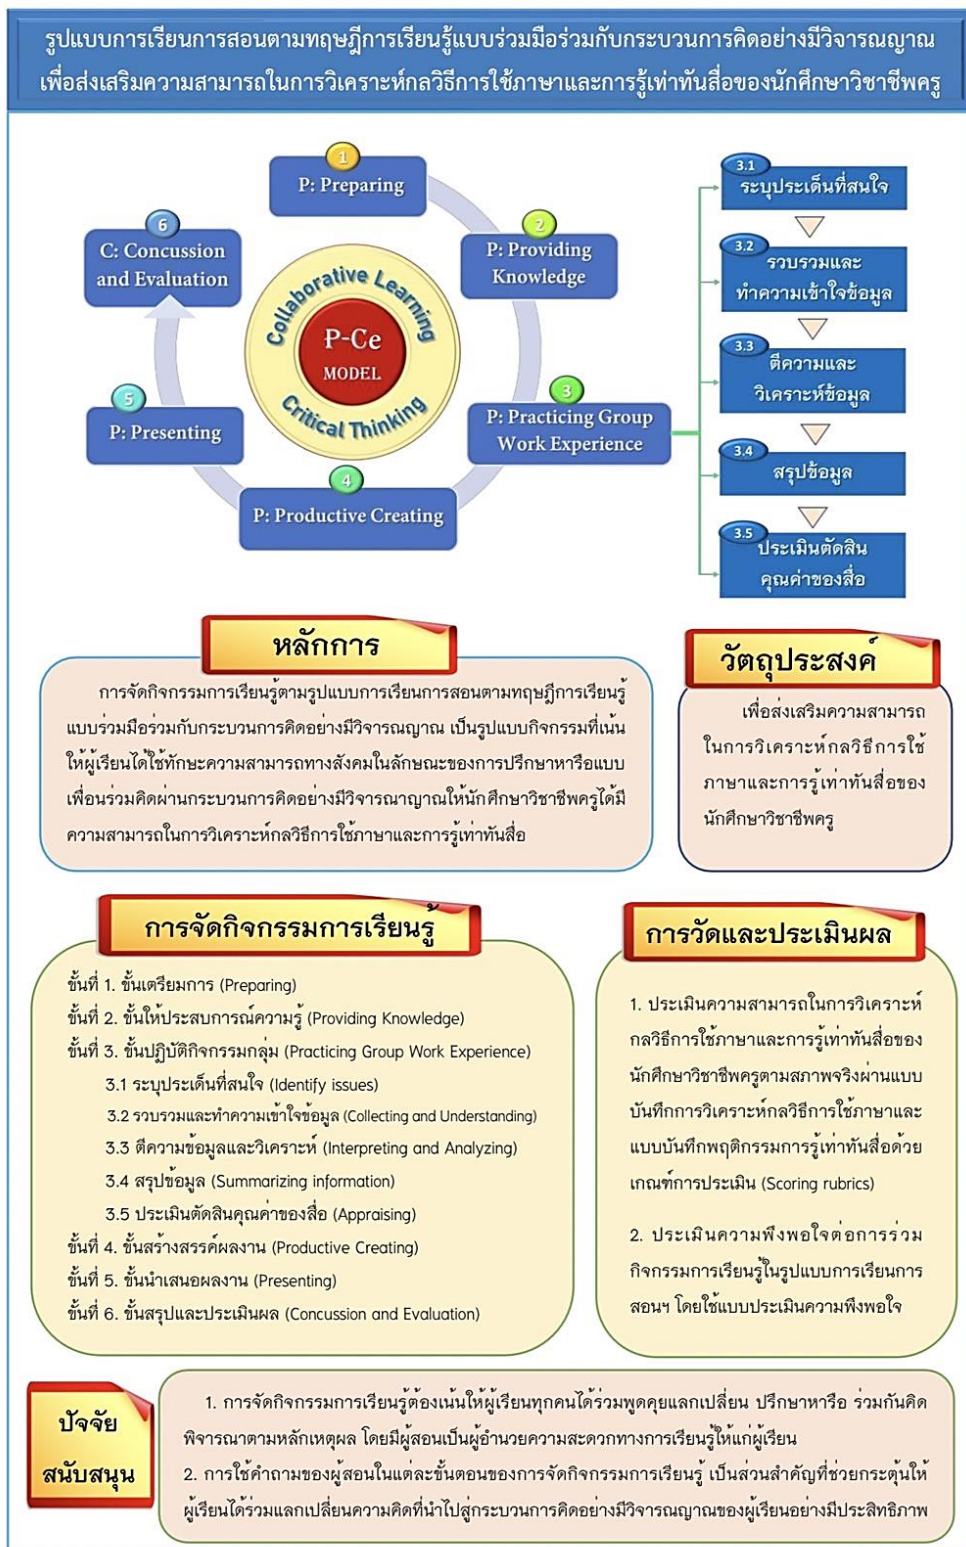 รูปแบบการเรียนการสอนตามทฤษฎีการเรียนรู้แบบร่วมมือร่วมกับกระบวนการคิดอย่างมีวิจารณญาณ
เพื่อส่งเสริมความสามารถในการวิเคราะห์กลวิธีการใช้ภาษาและการรู้เท่าทันสื่อของนักศึกษาวิชาชีพครู
1
P: Preparing
2
P: Providing
Knowledge
3
P: Practicing Group
Work Experience
4
P: Productive Creating
5
P: Presenting
6
C: Concussion
and Evaluation
Collaborative Learning
P-Ce
MODEL
Critical Thinking
3.1
ระบุประเด็นที่สนใจ
3.2
รวบรวมและ
ทำความเข้าใจข้อมูล
3.3
ตีความและ
วิเคราะห์ข้อมูล
3.4
สรุปข้อมูล
3.5
ประเมินตัดสิน
คุณค่าของสื่อ
หลักการ
การจัดกิจกรรมการเรียนรู้ตามรูปแบบการเรียนการสอนตามทฤษฎีการเรียนรู้
แบบร่วมมือร่วมกับกระบวนการคิดอย่างมีวิจารณญาณ เป็นรูปแบบกิจกรรมที่เน้น
ให้ผู้เรียนได้ใช้ทักษะความสามารถทางสังคมในลักษณะของการปรึกษาหารือแบบ
เพื่อนร่วมคิดผ่านกระบวนการคิดอย่างมีวิจารณาญาณให้นักศึกษาวิชาชีพครูได้มี
ความสามารถในการวิเคราะห์กลวิธีการใช้ภาษาและการรู้เท่าทันสื่อ
วัตถุประสงค์
เพื่อส่งเสริมความสามารถ
ในการวิเคราะห์กลวิธีการใช้
ภาษาและการรู้เท่าทันสื่อของ
นักศึกษาวิชาชีพครู
การจัดกิจกรรมการเรียนรู้
ขั้นที่ 1. ขั้นเตรียมการ (Preparing)
ขั้นที่ 2. ขั้นให้ประสบการณ์ความรู้ (Providing Knowledge)
ขั้นที่ 3. ขั้นปฏิบัติกิจกรรมกลุ่ม (Practicing Group Work Experience)
3.1 ระบุประเด็นที่สนใจ (Identify issues)
3.2 รวบรวมและทำความเข้าใจข้อมูล (Collecting and Understanding)
3.3 ตีความข้อมูลและวิเคราะห์ (Interpreting and Analyzing)
3.4 สรุปข้อมูล (Summarizing information)
3.5 ประเมินตัดสินคุณค่าของสื่อ (Appraising)
ขั้นที่ 4. ขั้นสร้างสรรค์ผลงาน (Productive Creating)
ขั้นที่ 5. ขั้นนำเสนอผลงาน (Presenting)
ขั้นที่ 6. ขั้นสรุปและประเมินผล (Concussion and Evaluation)
การวัดและประเมินผล
1. ประเมินความสามารถในการวิเคราะห์
กลวิธีการใช้ภาษาและการรู้เท่าทันสื่อของ
นักศึกษาวิชาชีพครูตามสภาพจริงผ่านแบบ
บันทึกการวิเคราะห์กลวิธีการใช้ภาษาและ
แบบบันทึกพฤติกรรมการรู้เท่าทันสื่อด้วย
เกณฑ์การประเมิน (Scoring rubrics)
2. ประเมินความพึงพอใจต่อการร่วม
กิจกรรมการเรียนรู้ในรูปแบบการเรียนการ
สอนฯ โดยใช้แบบประเมินความพึงพอใจ
ปัจจัย
สนับสนุน
1. การจัดกิจกรรมการเรียนรู้ต้องเน้นให้ผู้เรียนทุกคนได้ร่วมพูดคุยแลกเปลี่ยน ปรึกษาหารือ ร่วมกันคิด
พิจารณาตามหลักเหตุผล โดยมีผู้สอนเป็นผู้อำนวยความสะดวกทางการเรียนรู้ให้แก่ผู้เรียน
2. การใช้คำถามของผู้สอนในแต่ละขั้นตอนของการจัดกิจกรรมการเรียนรู้ เป็นส่วนสำคัญที่ช่วยกระตุ้นให้
ผู้เรียนได้ร่วมแลกเปลี่ยนความคิดที่นำไปสู่กระบวนการคิดอย่างมีวิจารณญาณของผู้เรียนอย่างมีประสิทธิภาพ